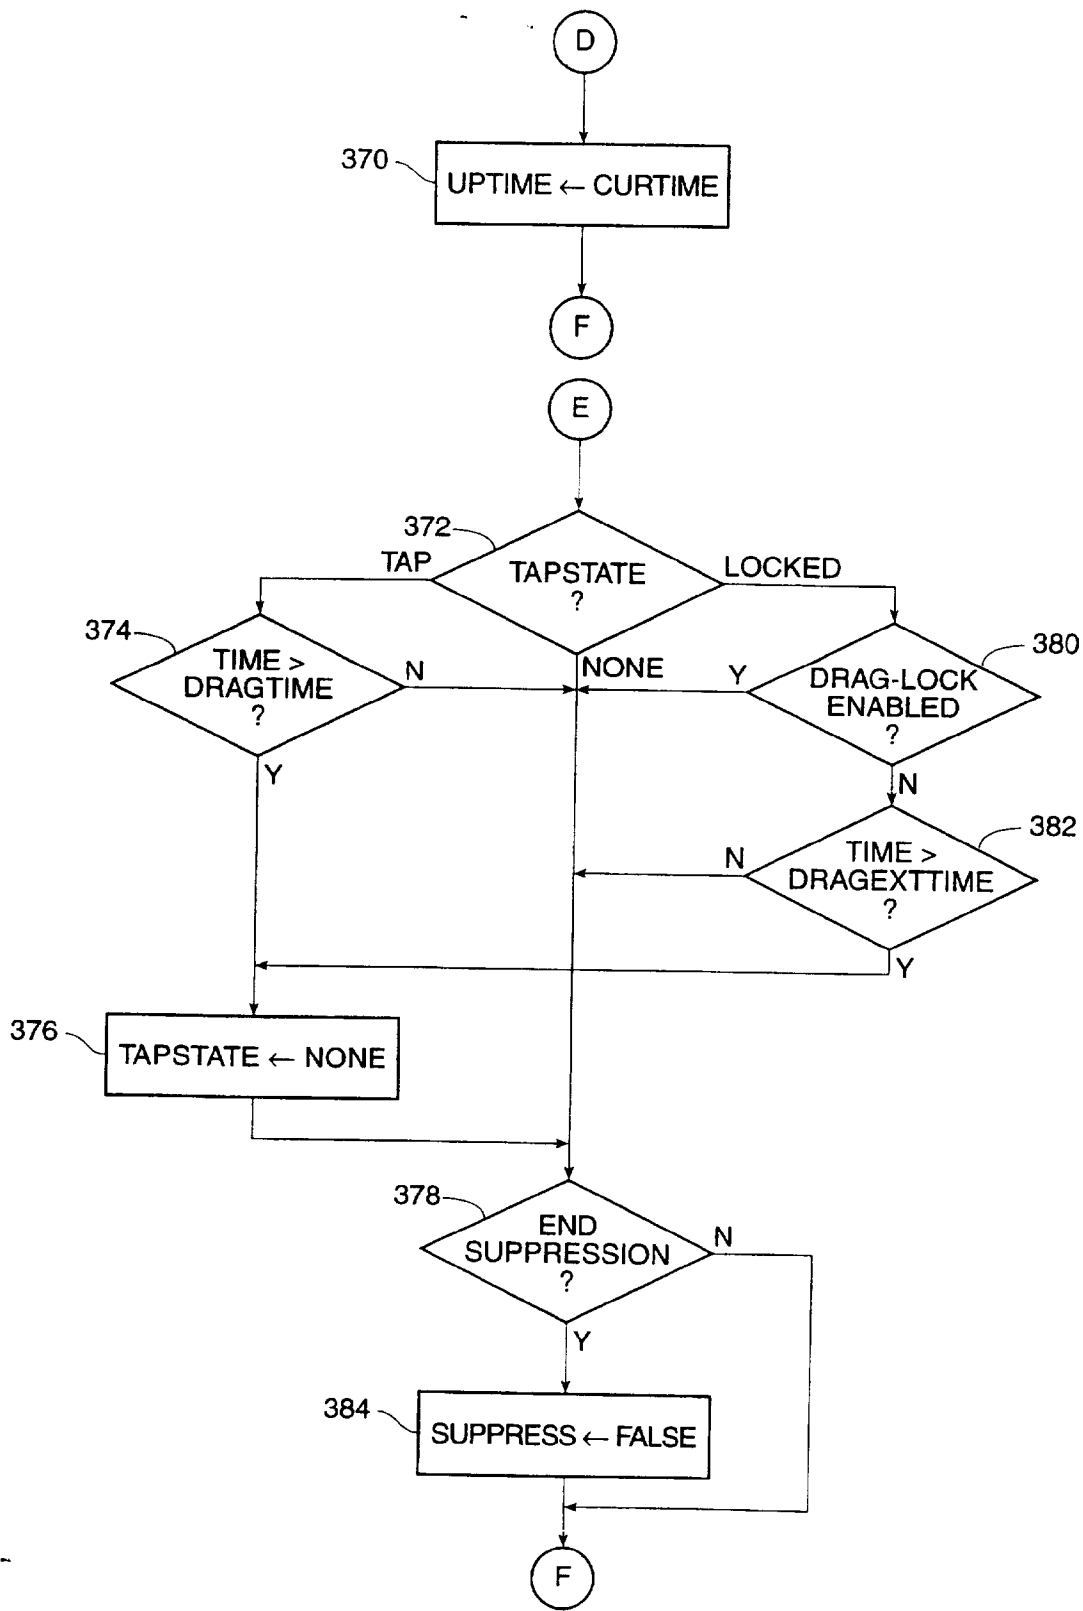 D
370
UPTIME ← CURTIME
F
E
372
TAP
TAPSTATE
?
LOCKED
374
TIME >
DRAGTIME
?
N
NONE
Y
380
DRAG-LOCK
ENABLED
?
Y
N
382
N
TIME >
DRAGEXTTIME
?
Y
376
TAPSTATE ← NONE
378
END
SUPPRESSION
?
N
Y
384
SUPPRESS ← FALSE
F